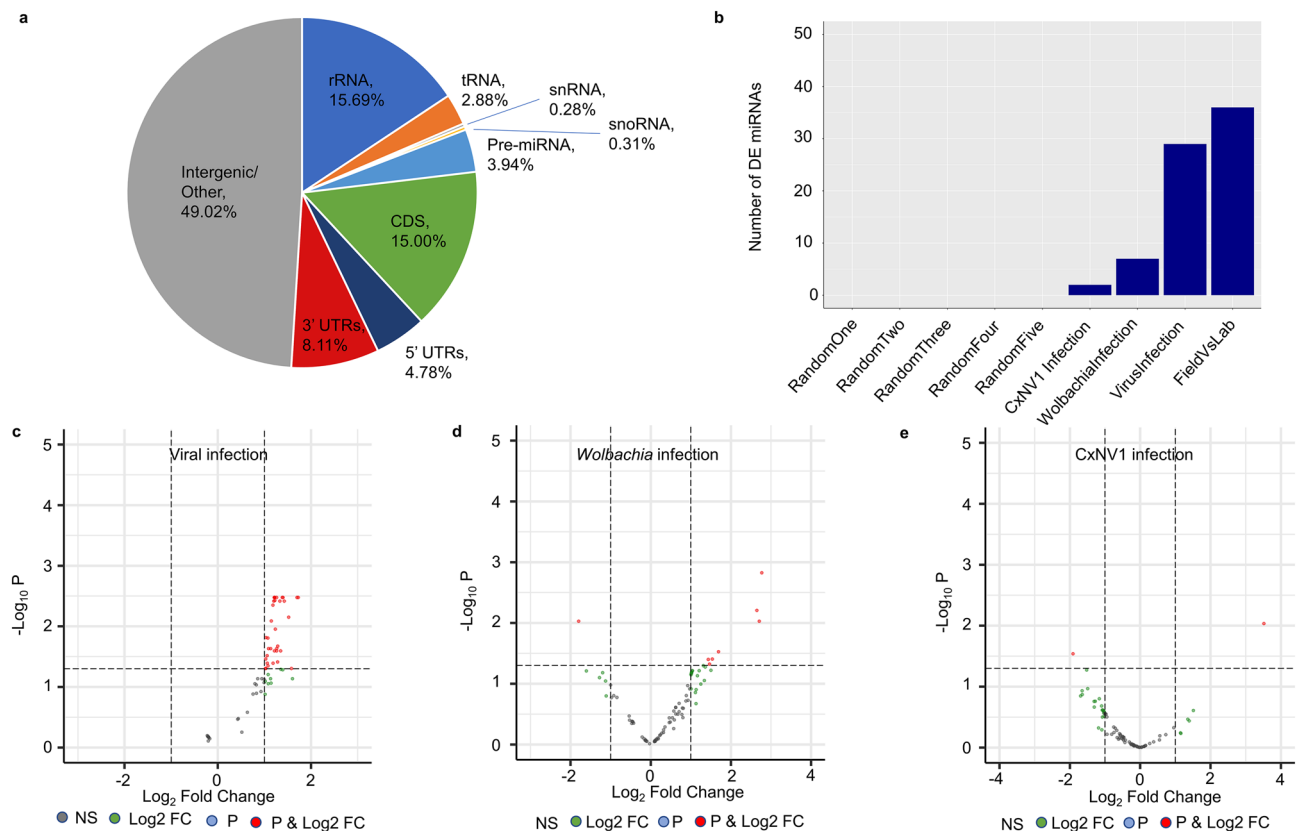 a
rRNA,
15.69%
tRNA,
2.88%
snRNA,
0.28%
snoRNA,
0.31%
Pre-miRNA,
3.94%
Intergenic/
Other,
49.02%
CDS,
15.00%
3' UTRs,
8.11%
5' UTRs,
4.78%
b
Number of DE miRNAs
50
40
30
20
10
0
RandomOne
RandomTwo
RandomThree
RandomFour
RandomFive
CxNV1 Infection
WolbachiaInfection
VirusInfection
FieldVsLab
c
Viral infection
-Log10 P
5
4
3
2
1
0
-2 0 2
Log2 Fold Change
NS Log2 FC P P & Log2 FC
d
Wolbachia infection
-Log10 P
5
4
3
2
1
0
-2 0 2 4
Log2 Fold Change
NS Log2 FC P P & Log2 FC
e
CxNV1 infection
-Log10 P
5
4
3
2
1
0
-4 -2 0 2 4
Log2 Fold Change
NS Log2 FC P P & Log2 FC